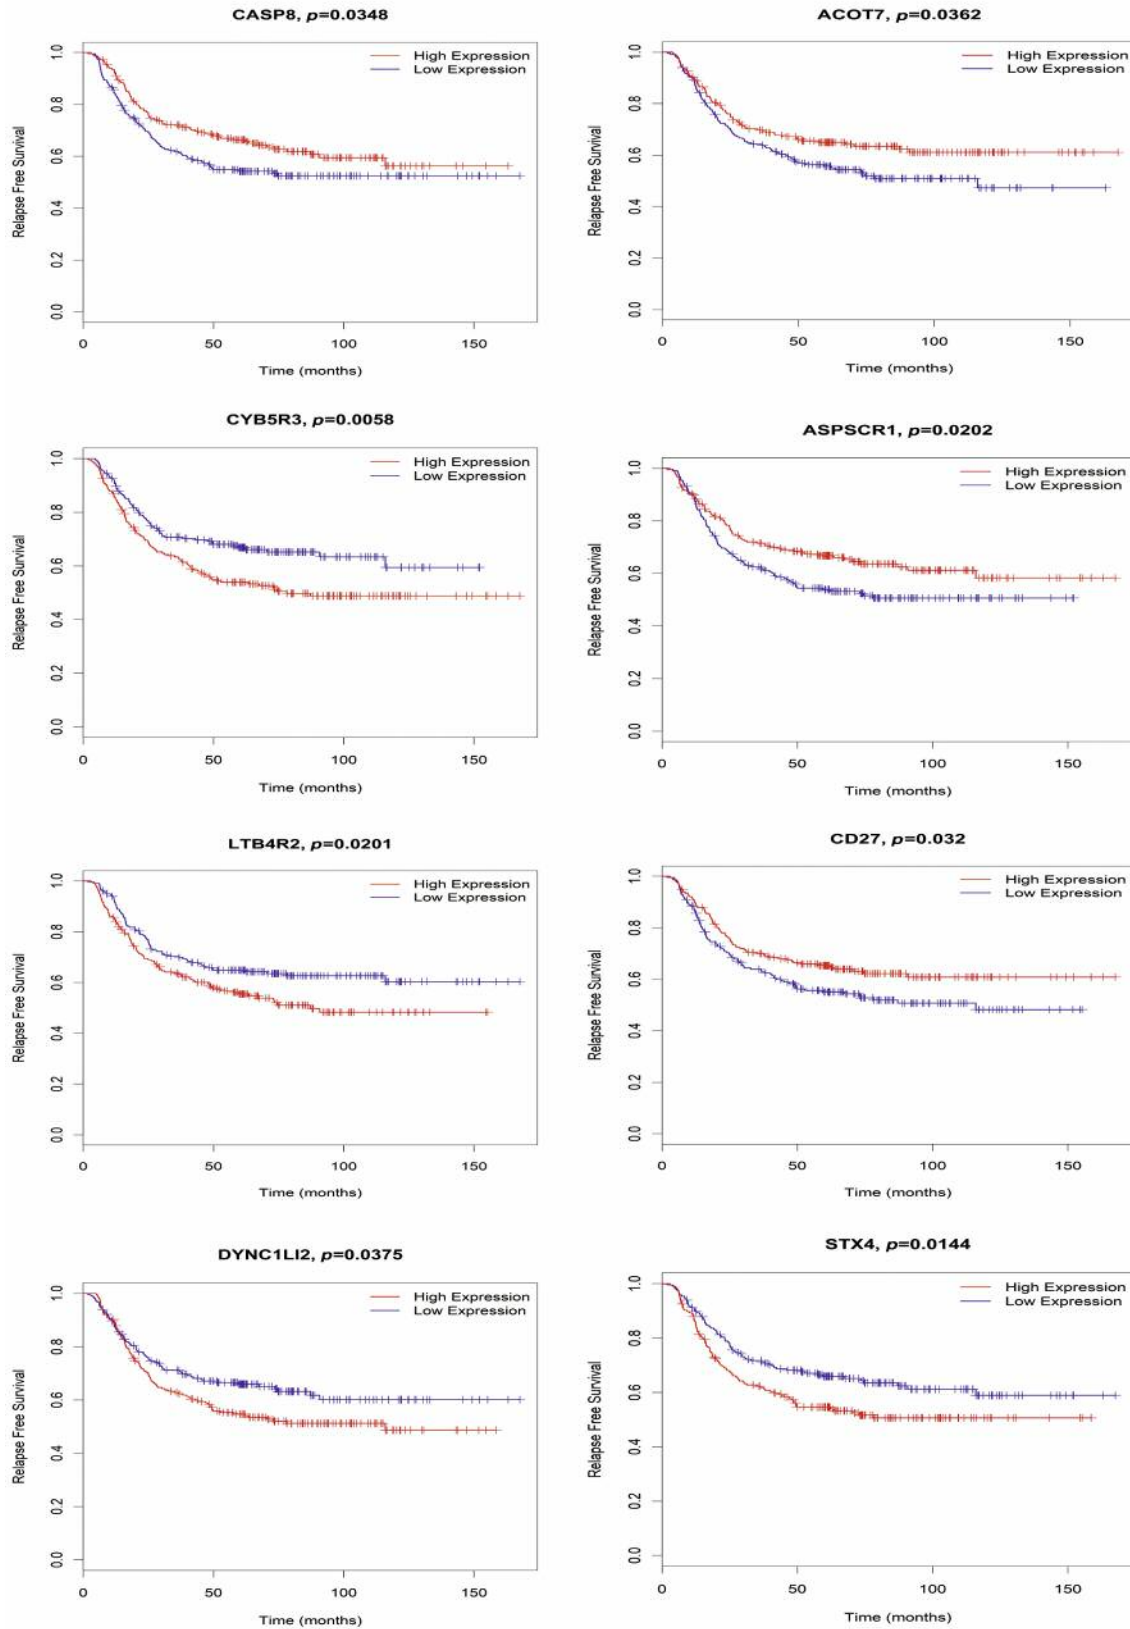 CASP8, p=0.0348
High Expression
Low Expression
Relapse Free Survival
1.0
0.8
0.6
0.4
0.2
0.0
0 50 100 150
Time (months)
ACOT7, p=0.0362
High Expression
Low Expression
Relapse Free Survival
1.0
0.8
0.6
0.4
0.2
0.0
0 50 100 150
Time (months)
CYB5R3, p=0.0058
High Expression
Low Expression
Relapse Free Survival
1.0
0.8
0.6
0.4
0.2
0.0
0 50 100 150
Time (months)
ASPSCR1, p=0.0202
High Expression
Low Expression
Relapse Free Survival
1.0
0.8
0.6
0.4
0.2
0.0
0 50 100 150
Time (months)
LTB4R2, p=0.0201
High Expression
Low Expression
Relapse Free Survival
1.0
0.8
0.6
0.4
0.2
0.0
0 50 100 150
Time (months)
CD27, p=0.032
High Expression
Low Expression
Relapse Free Survival
1.0
0.8
0.6
0.4
0.2
0.0
0 50 100 150
Time (months)
DYNC1LI2, p=0.0375
High Expression
Low Expression
Relapse Free Survival
1.0
0.8
0.6
0.4
0.2
0.0
0 50 100 150
Time (months)
STX4, p=0.0144
High Expression
Low Expression
Relapse Free Survival
1.0
0.8
0.6
0.4
0.2
0.0
0 50 100 150
Time (months)